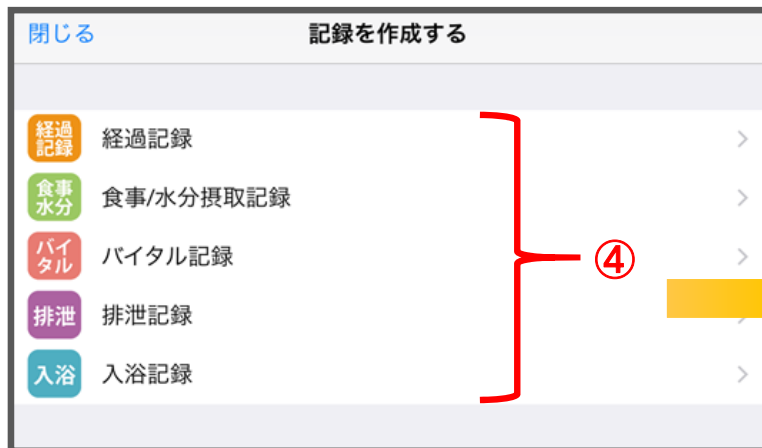 閉じる 記録を作成する
経過
記録
経過記録
食事
水分
食事/水分摂取記録
バイ
タル
バイタル記録
排泄
排泄記録
入浴
入浴記録
④